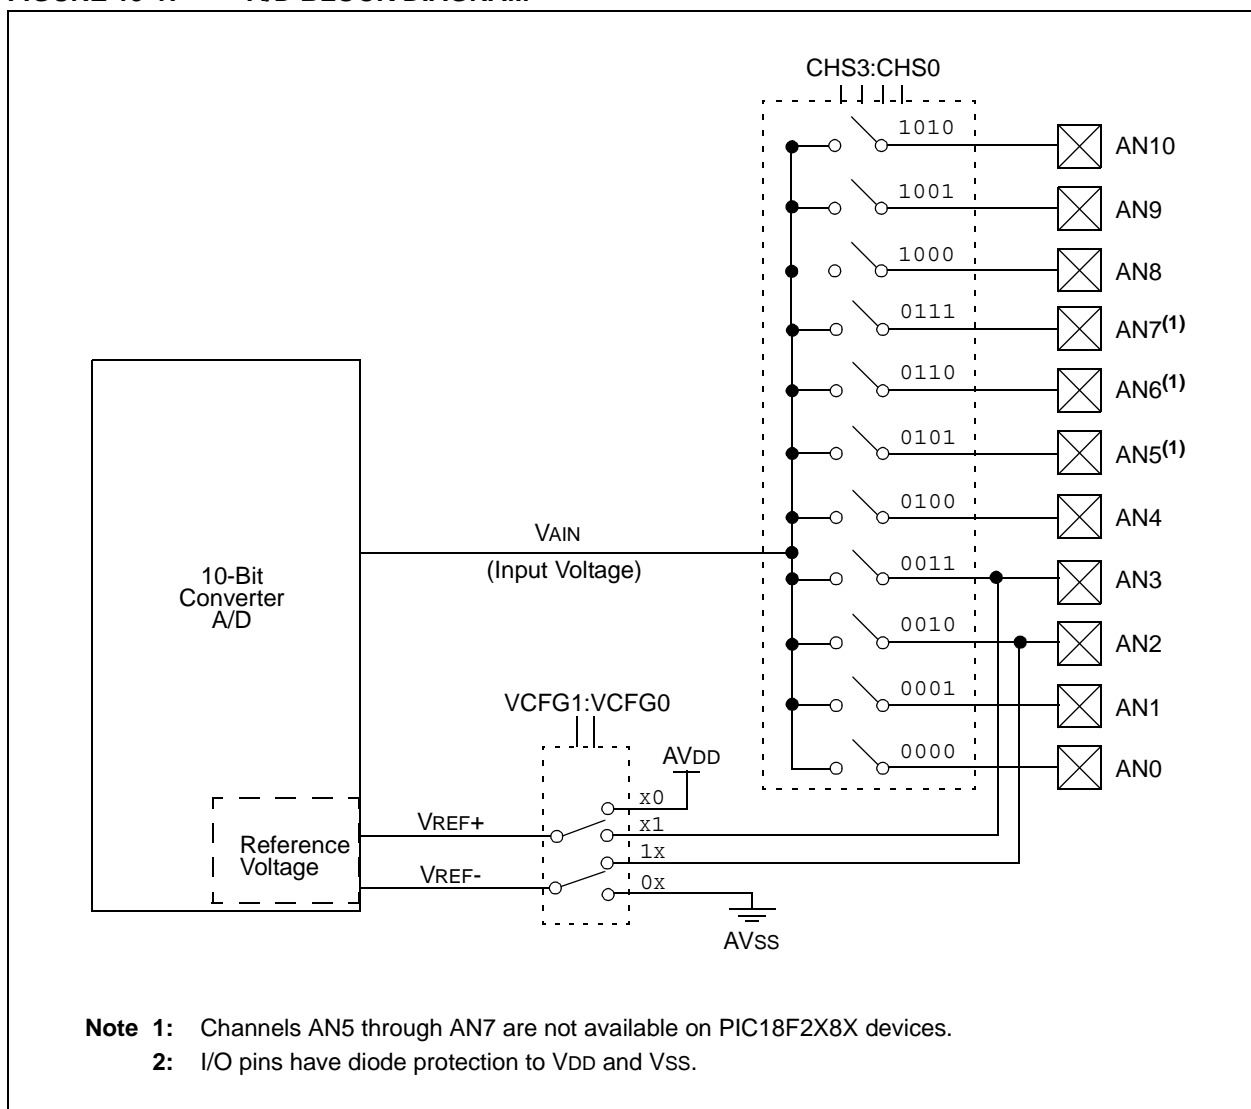 CHS3:CHS0
1010
AN10
1001
AN9
1000
AN8
0111
AN7(1)
0110
AN6(1)
0101
AN5(1)
0100
AN4
VAIN
(Input Voltage)
0011
AN3
10-Bit
Converter
A/D
0010
AN2
0001
AN1
VCFG1:VCFG0
0000
AN0
AVDD
x0
VREF+
x1
Reference
Voltage
1x
VREF-
0x
AVSS
Note 1: Channels AN5 through AN7 are not available on PIC18F2X8X devices.
2: I/O pins have diode protection to VDD and VSS.